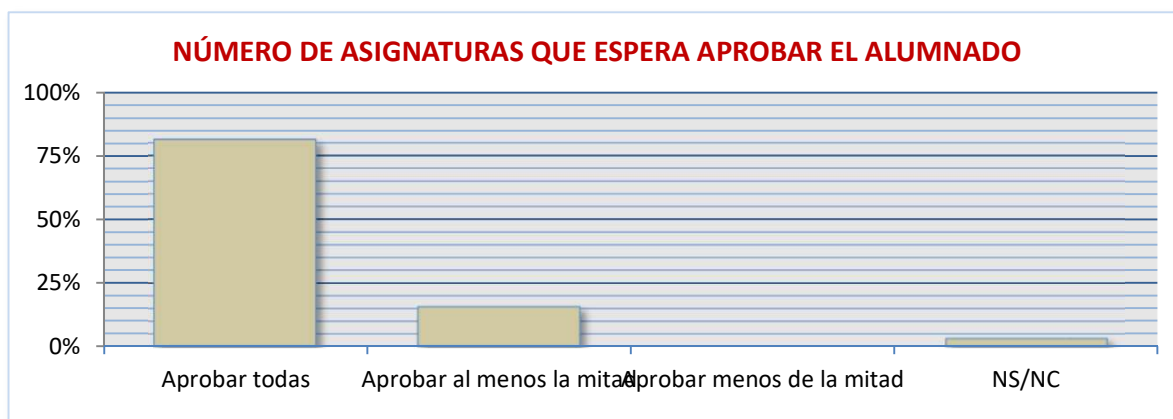 NÚMERO DE ASIGNATURAS QUE ESPERA APROBAR EL ALUMNADO
100%
75%
50%
25%
0%
Aprobar todas
Aprobar al menos la mitad
Aprobar menos de la mitad
NS/NC